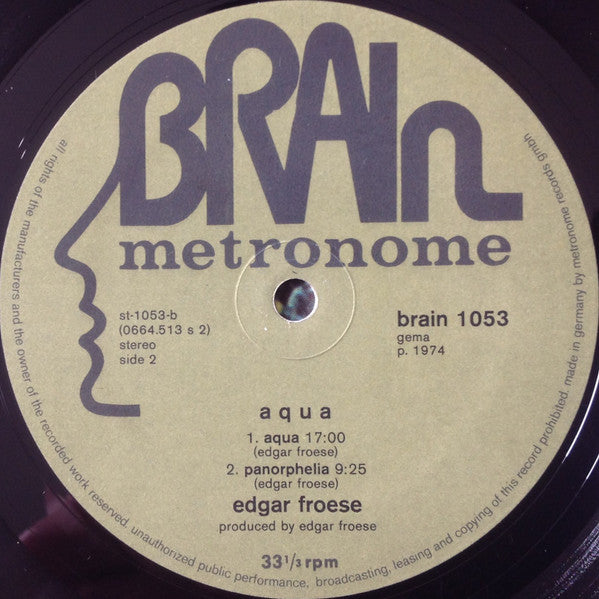 BRAIN
metronome
st-1053-b
(0664.513 s 2)
stereo
side 2
brain 1053
gema
p. 1974
aqua
1. aqua 17:00
(edgar froese)
2. panorphelia 9:25
(edgar froese)
edgar froese
produced by edgar froese
33 1/3 rpm
all rights of the manufacturers and the owner of the recorded work reserved. unauthorized public performance, broadcasting, leasing and copying of this record prohibited. made in germany by metronome records gmbh